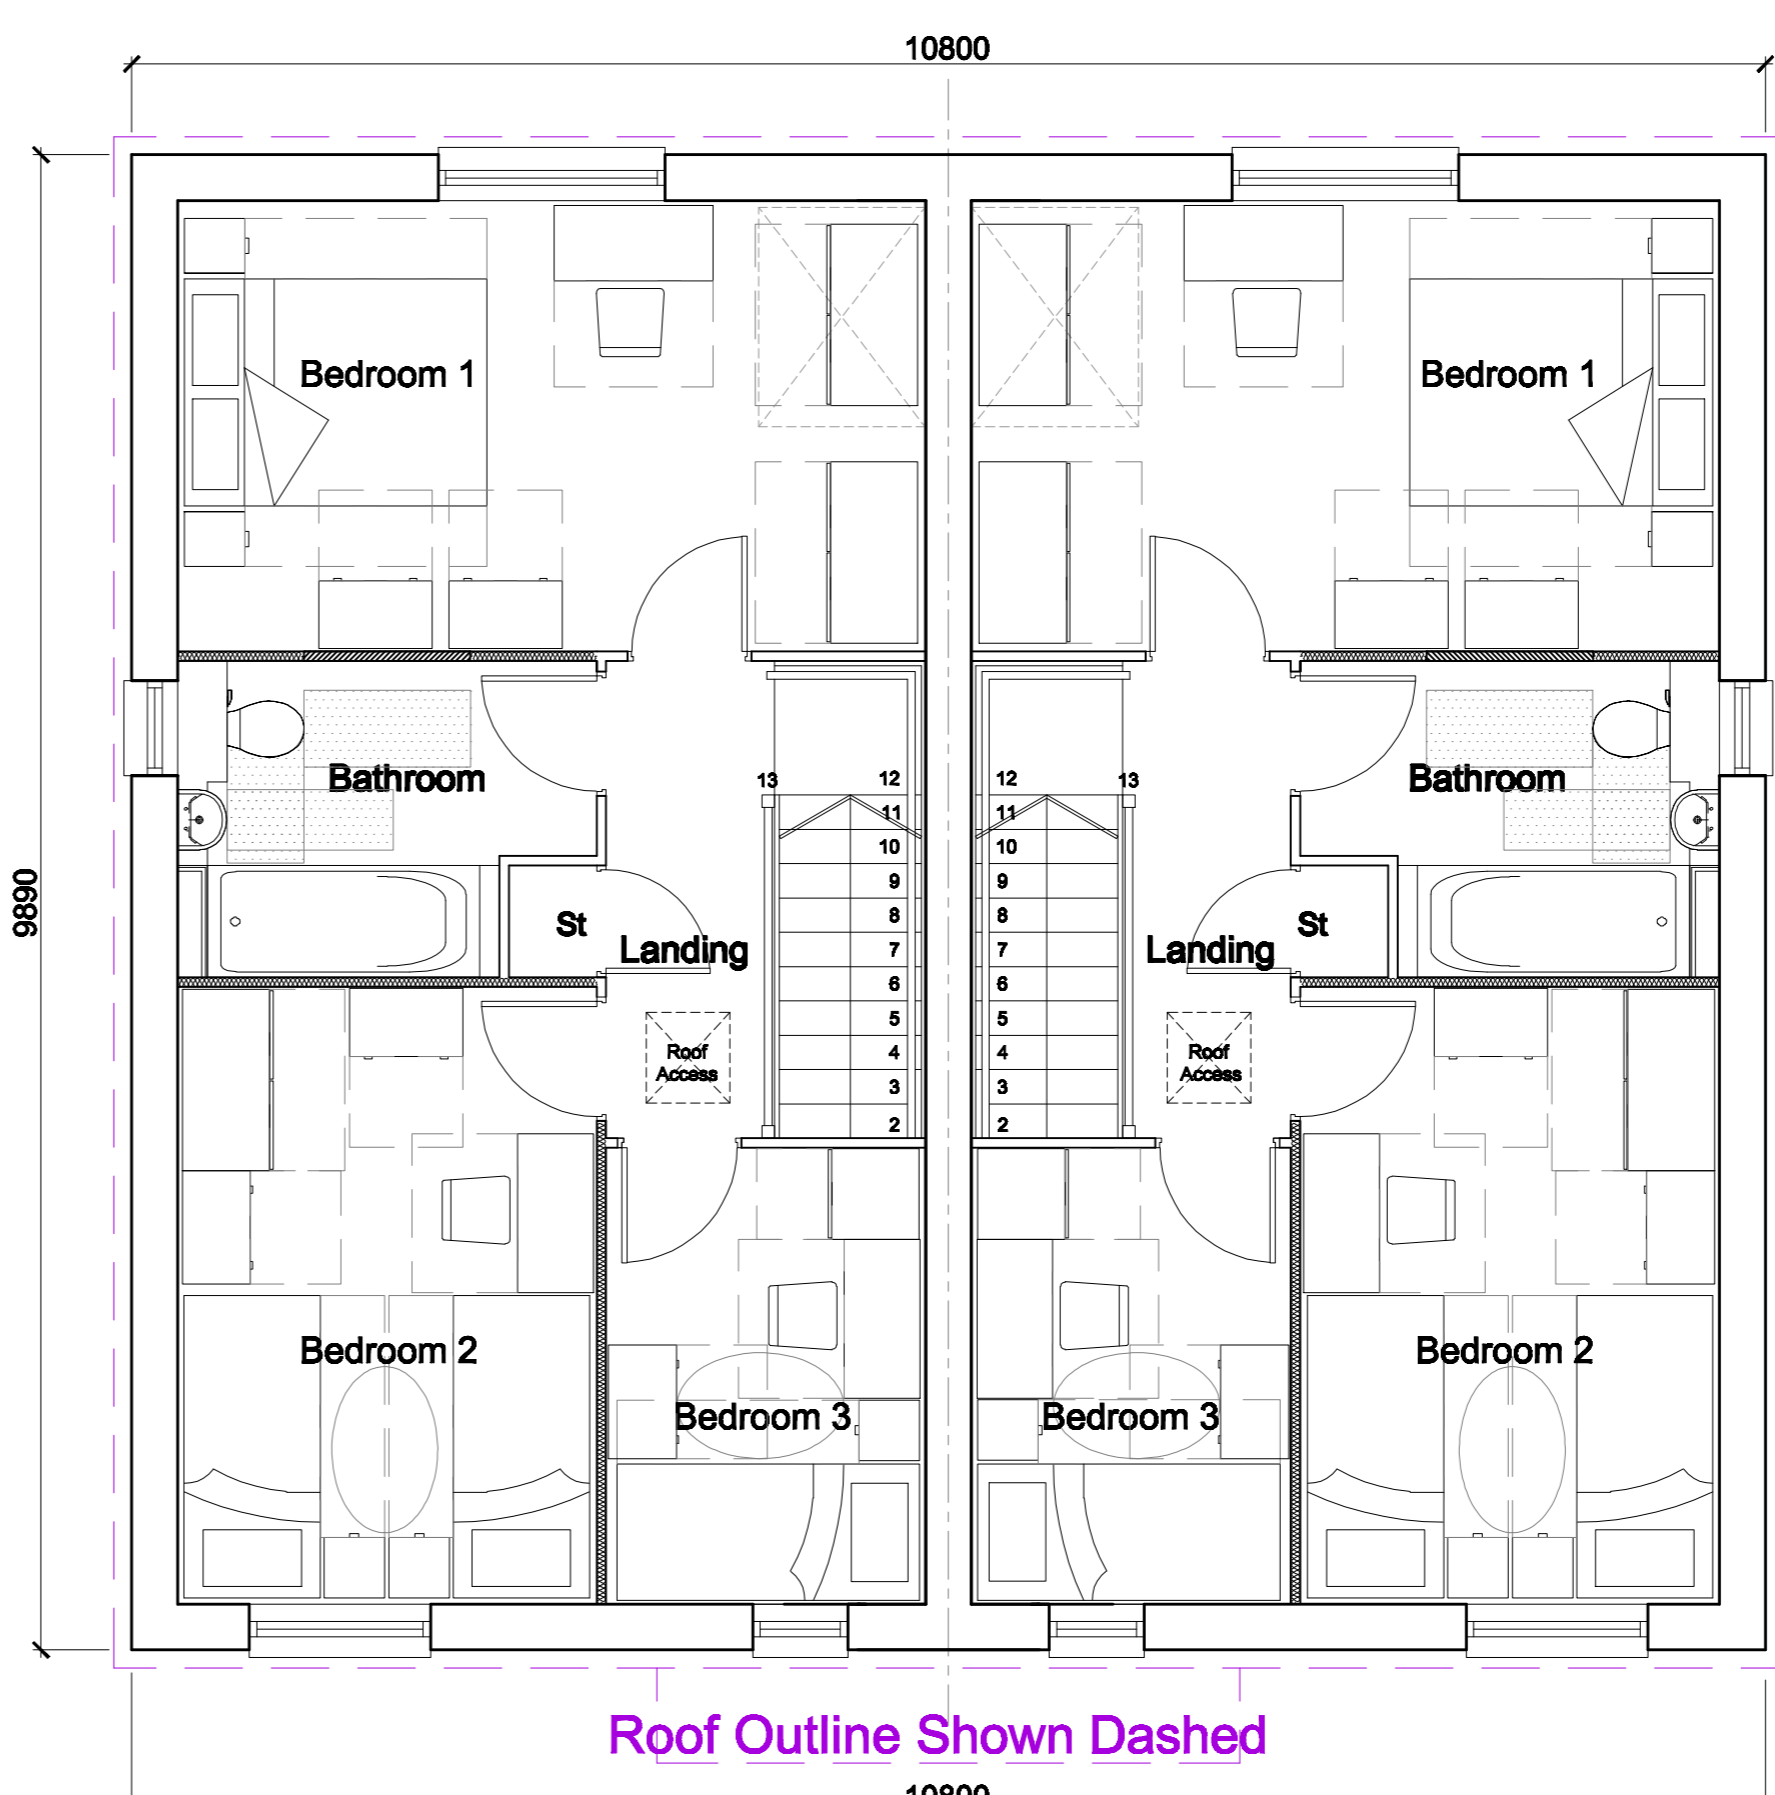 10800
Bedroom 1
Bedroom 1
Bathroom
13
12
12
13
Bathroom
11
11
10
10
9
9
9890
8
8
St
Landing
7
7
Landing
St
6
6
5
5
Roof
Access
4
4
Roof
Access
3
3
2
2
Bedroom 2
Bedroom 2
Bedroom 3
Bedroom 3
Roof Outline Shown Dashed
10800